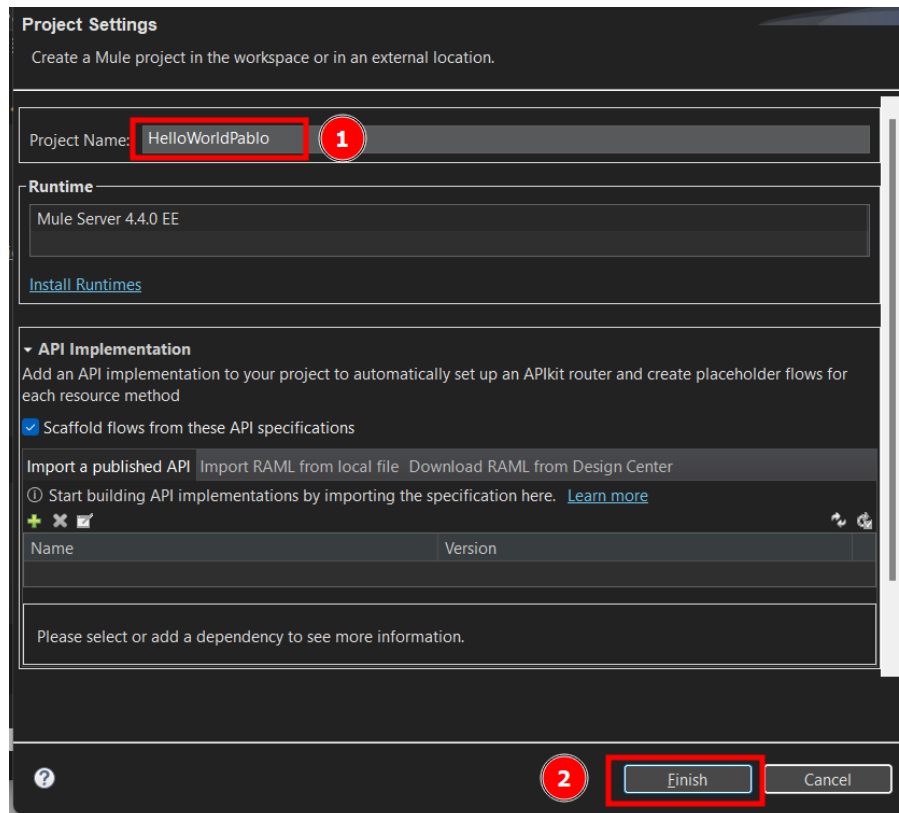 Project Settings
Create a Mule project in the workspace or in an external location.
Project Name: HelloWorldPablo 1
Runtime
Mule Server 4.4.0 EE
Install Runtimes
API Implementation
Add an API implementation to your project to automatically set up an APIkit router and create placeholder flows for
each resource method
Scaffold flows from these API specifications
Import a published API Import RAML from local file Download RAML from Design Center
Start building API implementations by importing the specification here. Learn more
Name Version
Please select or add a dependency to see more information.
2 Finish Cancel